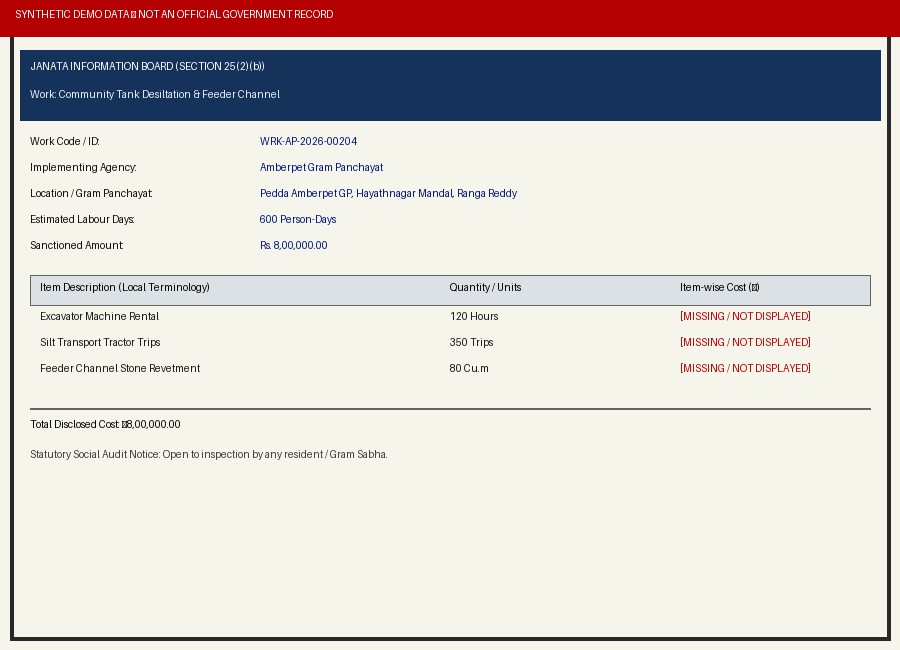 SYNTHETIC DEMO DATA NOT AN OFFICIAL GOVERNMENT RECORD
JANATA INFORMATION BOARD (SECTION 25(2)(b))
Work: Community Tank Desiltation & Feeder Channel
Work Code / ID: WRK-AP-2026-00204
Implementing Agency: Amberpet Gram Panchayat
Location / Gram Panchayat: Pedda Amberpet GP, Hayathnagar Mandal, Ranga Reddy
Estimated Labour Days: 600 Person-Days
Sanctioned Amount: Rs. 8,00,000.00
Item Description (Local Terminology) Quantity / Units Item-wise Cost (▯)
Excavator Machine Rental 120 Hours [MISSING / NOT DISPLAYED]
Silt Transport Tractor Trips 350 Trips [MISSING / NOT DISPLAYED]
Feeder Channel Stone Revetment 80 Cu.m [MISSING / NOT DISPLAYED]
Total Disclosed Cost: ▯8,00,000.00
Statutory Social Audit Notice: Open to inspection by any resident / Gram Sabha.